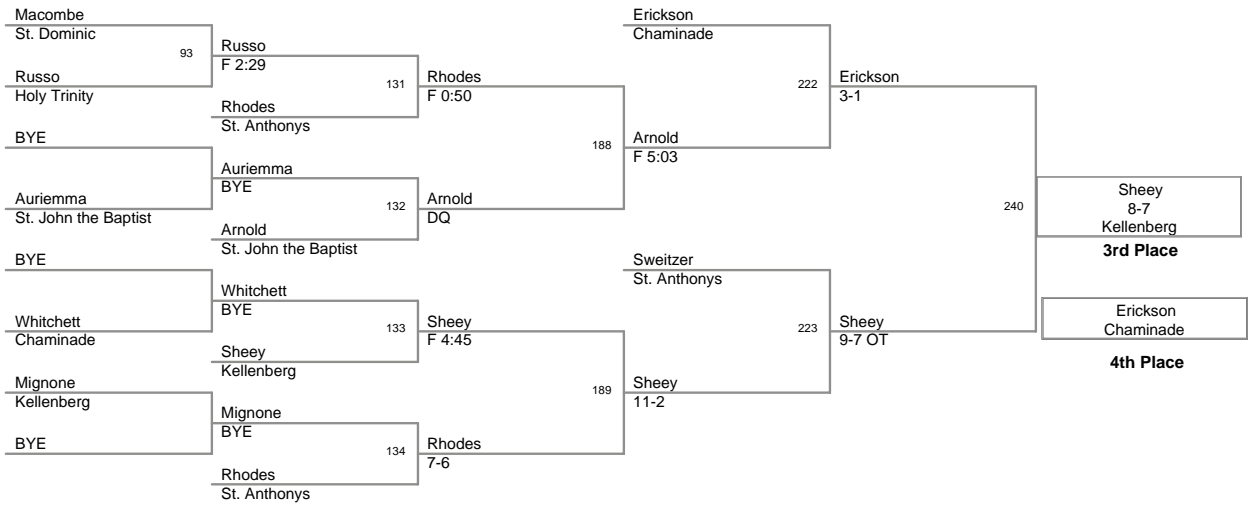 Macombe
St. Dominic
93
Russo
Holy Trinity
BYE
Auriemma
St. John the Baptist
BYE
Whitchett
Chaminade
Mignone
Kellenberg
BYE
Russo
F 2:29
131
Rhodes
St. Anthonys
Auriemma
BYE
132
Arnold
St. John the Baptist
Whitchett
BYE
133
Sheey
Kellenberg
Mignone
BYE
134
Rhodes
St. Anthonys
Rhodes
F 0:50
188
Arnold
DQ
Sheey
F 4:45
189
Rhodes
7-6
Erickson
Chaminade
222
Arnold
F 5:03
Sweitzer
St. Anthonys
223
Sheey
11-2
Erickson
3-1
240
Sheey
9-7 OT
Sheey
8-7
Kellenberg
3rd Place
Erickson
Chaminade
4th Place